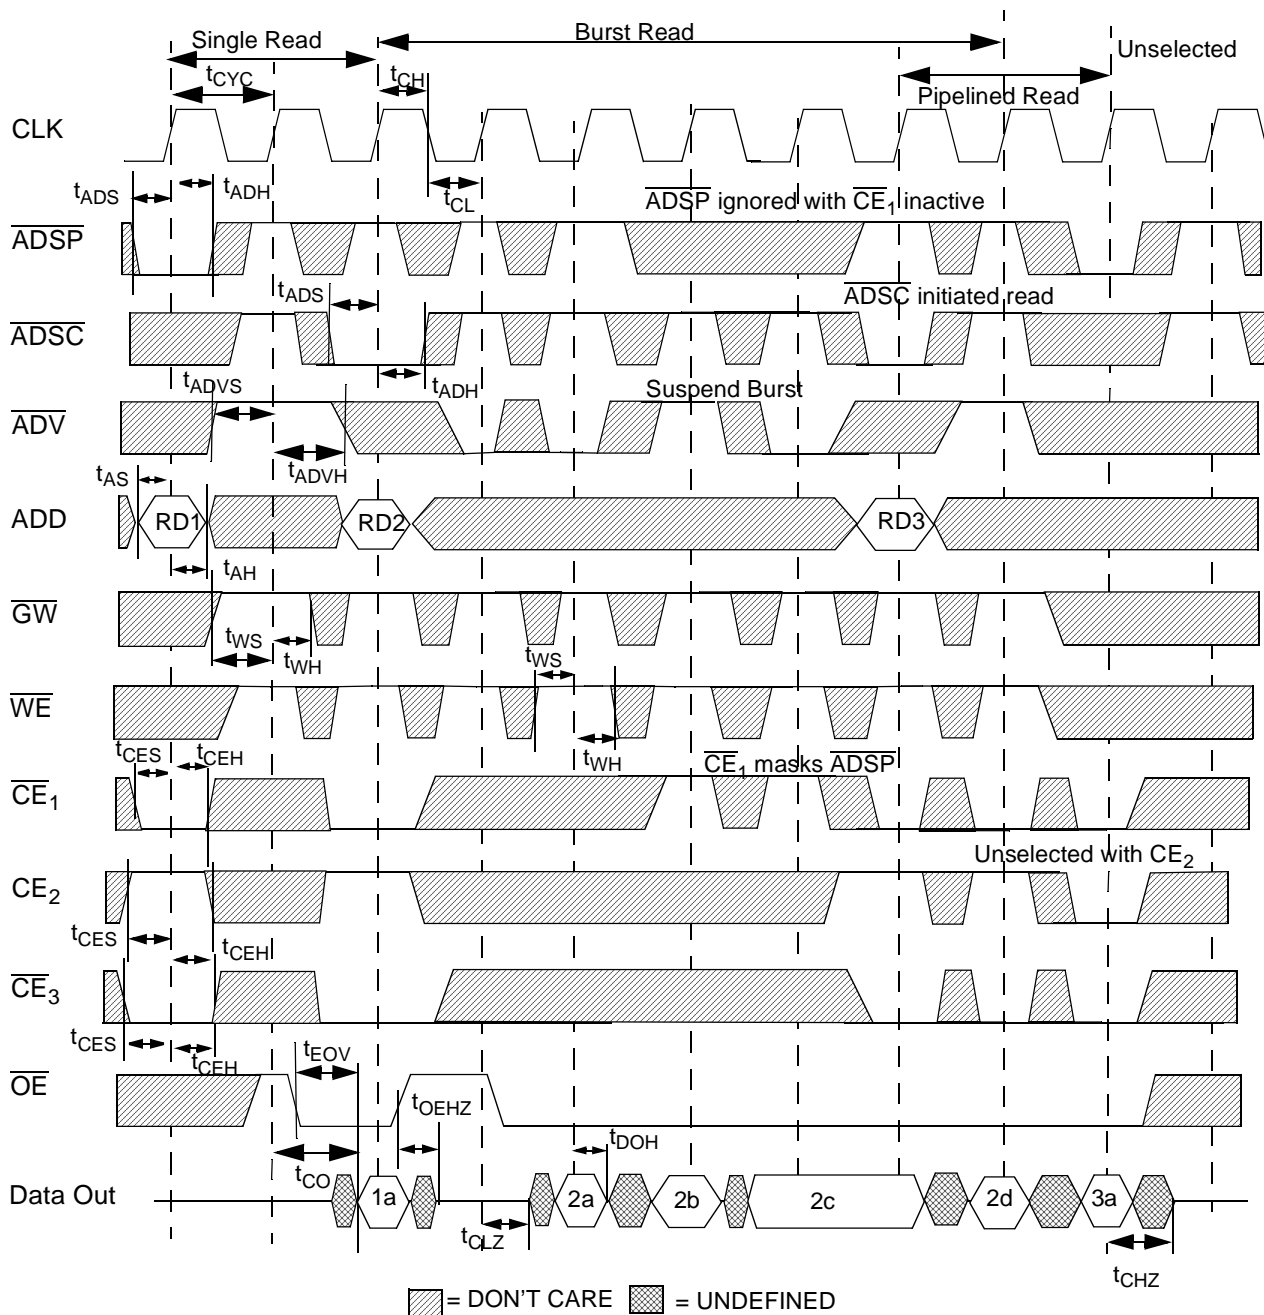 Single Read
Burst Read
Unselected
tCYC
tCH
Pipelined Read
CLK
tADS
tADH
tCL
ADSP ignored with CE1 inactive
ADSP
tADS
ADSC initiated read
ADSC
tADVS
tADH
Suspend Burst
ADV
tADVH
tAS
ADD
RD1
RD2
RD3
tAH
GW
tWS
tWH
tWS
WE
tCES
tCEH
tWH
CE1 masks ADSP
CE1
Unselected with CE2
CE2
tCES
tCEH
CE3
tCES
tCEH
tEOV
OE
tOEHZ
tDOH
tCO
Data Out
1a
2a
2b
2c
2d
3a
tCLZ
tCHZ
= DON'T CARE
= UNDEFINED